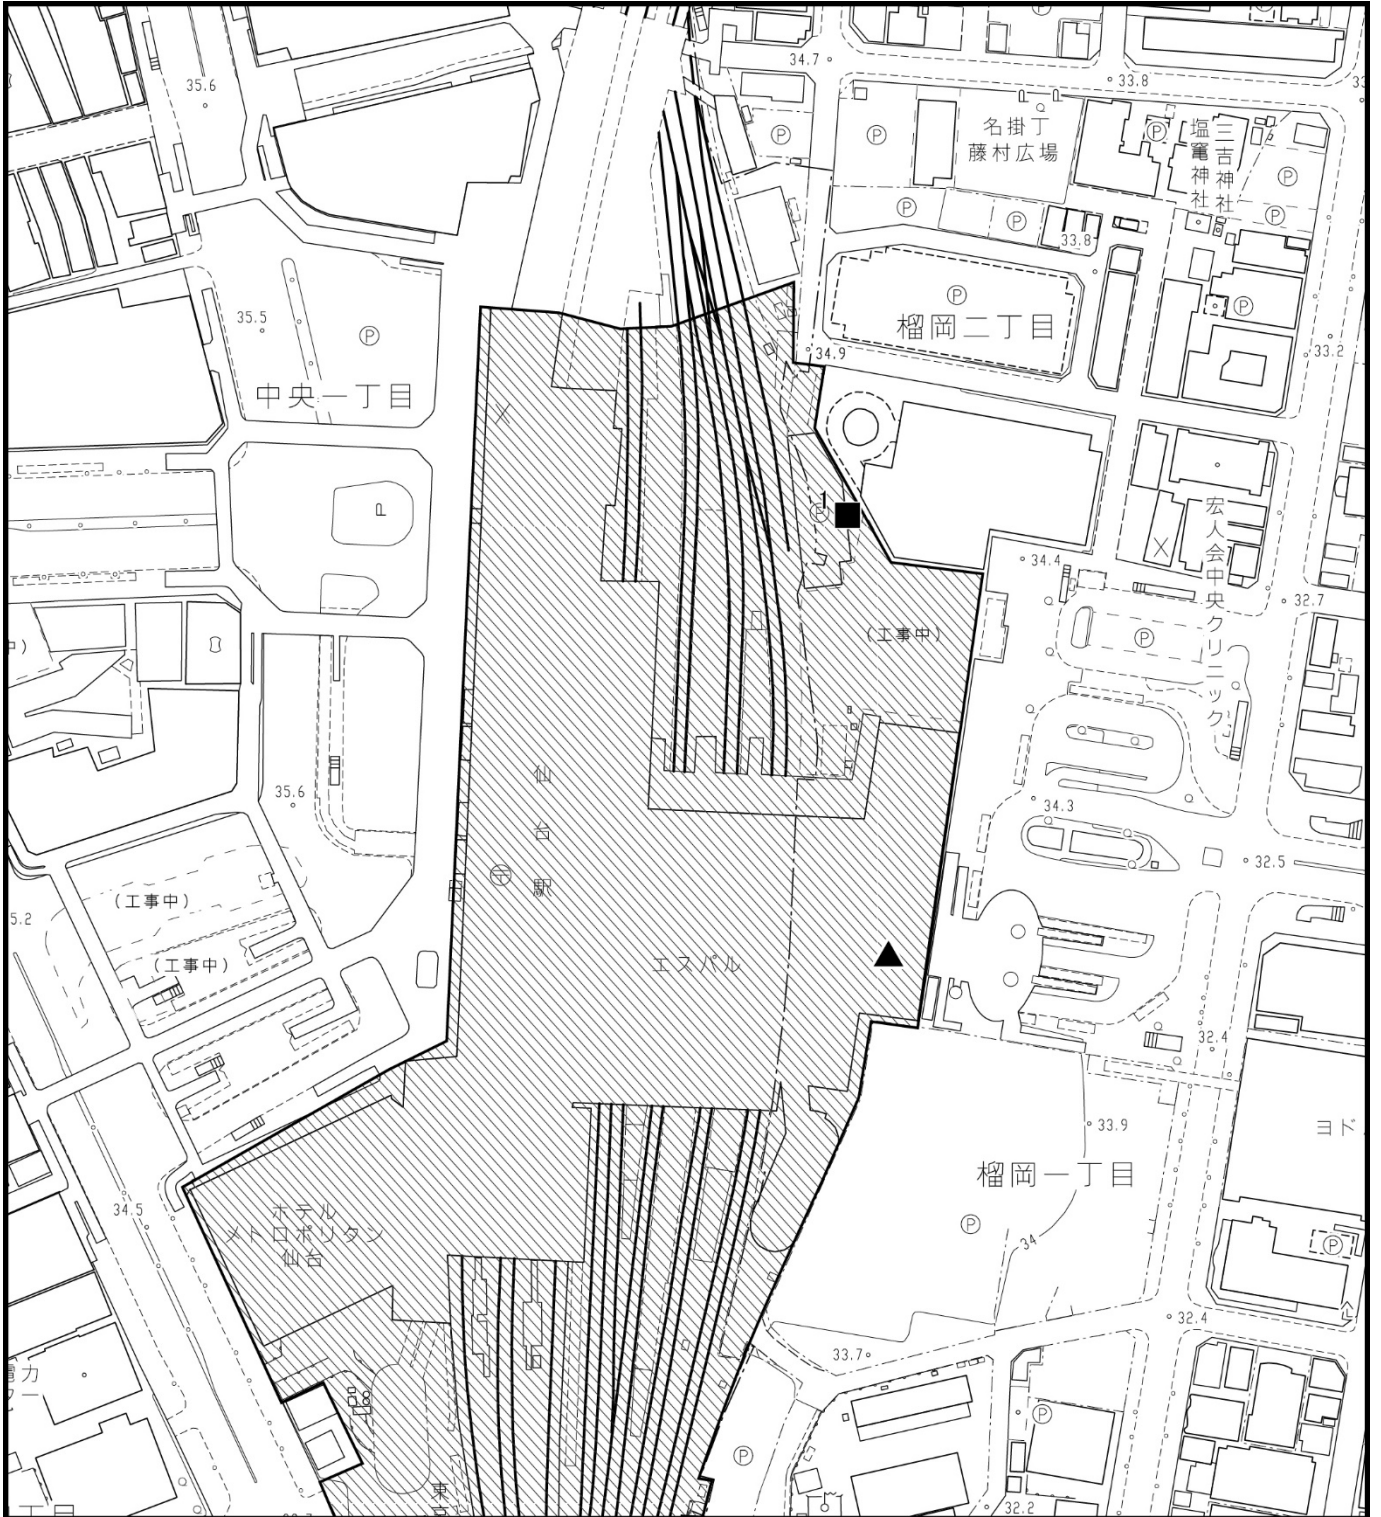 34.7
33.8
35.6
名掛丁
藤村広場
三吉神社
塩竈神社
P
P
P
P
P
P
P
33.8
35.5
P
P
P
榴岡二丁目
34.9
33.2
中央一丁目
P
1
P
34.4
宏人会中央クリニック
32.7
(工事中)
P
仙台駅
35.6
34.3
32.5
(工事中)
5.2
(工事中)
エスパル
32.4
33.9
ヨド
榴岡一丁目
34.5
ホテル
メトロポリタン
仙台
P
34
P
32.4
33.7
P
P
32.2